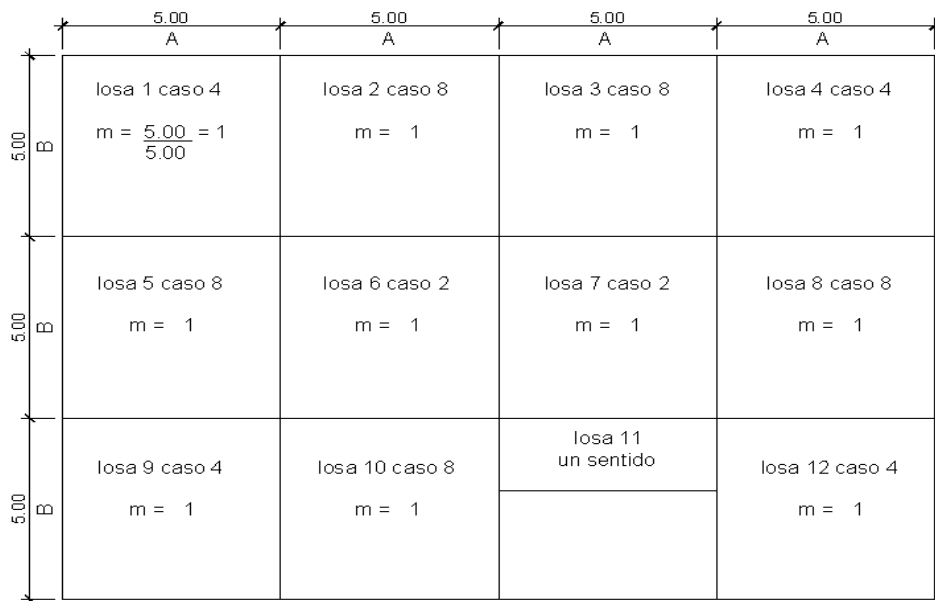 5.00 5.00 5.00 5.00
A A A A
5.00
B
losa 1 caso 4
m = 5.00 = 1
5.00
losa 2 caso 8
m = 1
losa 3 caso 8
m = 1
losa 4 caso 4
m = 1
5.00
B
losa 5 caso 8
m = 1
losa 6 caso 2
m = 1
losa 7 caso 2
m = 1
losa 8 caso 8
m = 1
5.00
B
losa 9 caso 4
m = 1
losa 10 caso 8
m = 1
losa 11
un sentido
losa 12 caso 4
m = 1